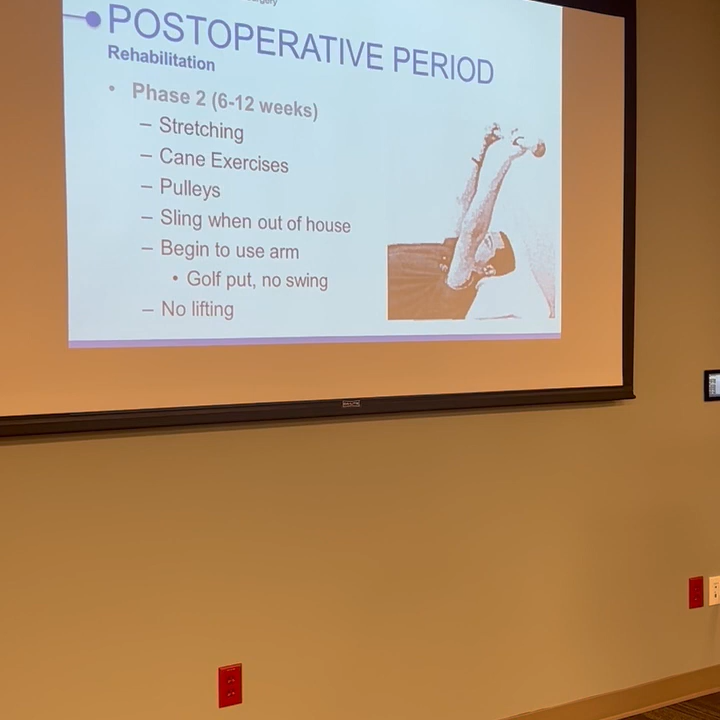 POSTOPERATIVE PERIOD
Rehabilitation
• Phase 2 (6-12 weeks)
– Stretching
– Cane Exercises
– Pulleys
– Sling when out of house
– Begin to use arm
• Golf put, no swing
– No lifting